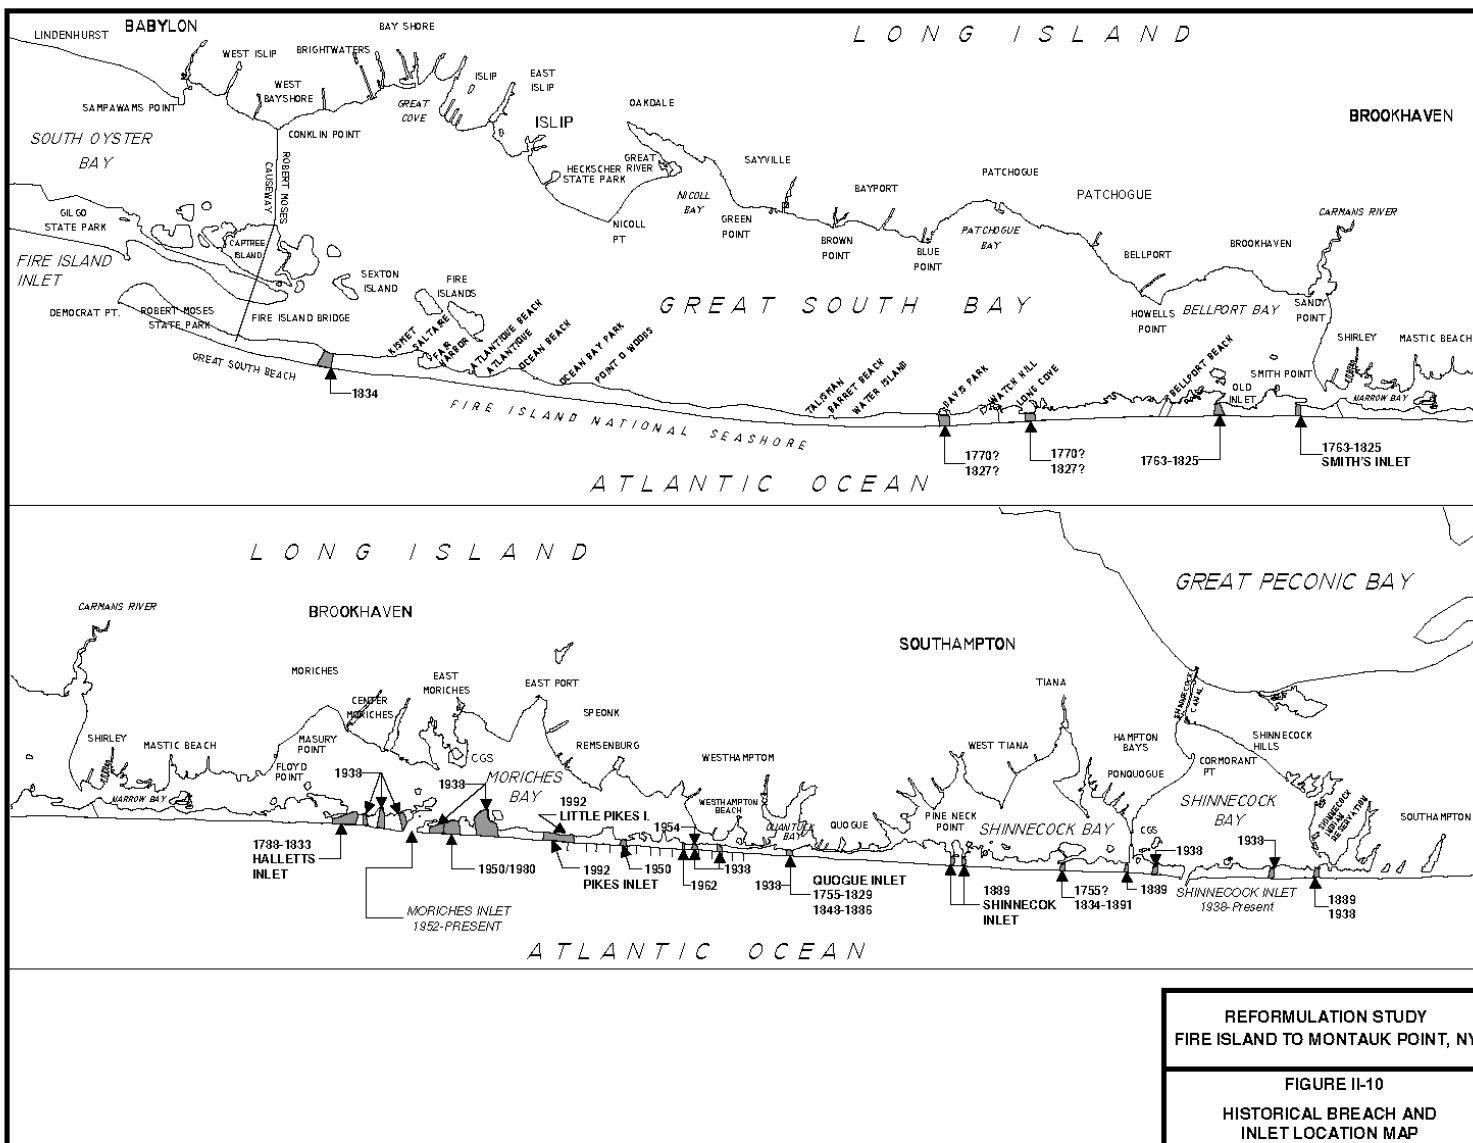 LONG ISLAND
BABYLON
LINDENHURST
BAY SHORE
WEST ISLIP
BRIGHTWATERS
ISLIP
EAST
ISLIP
WEST
BAYSHORE
GREAT
COVE
SAMPAWAMS POINT
CONKLIN POINT
ISLIP
OAKDALE
BROOKHAVEN
SOUTH OYSTER
BAY
ROBERT MOSES
CAUSEWAY
HECKSCHER
STATE PARK
GREAT
RIVER
SAYVILLE
NICOLL
BAY
BAYPORT
PATCHOGUE
PATCHOGUE
GILGO
STATE PARK
NICOLL
PT
GREEN
POINT
BROWN
POINT
BLUE
POINT
PATCHOGUE
BAY
BELLPORT
BROOKHAVEN
CARMANS RIVER
CAPTREE
ISLAND
FIRE ISLAND
INLET
SEXTON
ISLAND
FIRE
ISLANDS
GREAT SOUTH BAY
HOWELLS
POINT
BELLPORT BAY
SANDY
POINT
DEMOCRAT PT.
ROBERT MOSES
STATE PARK
FIRE ISLAND BRIDGE
GREAT SOUTH BEACH
KISMET
SALTAIRE
FAIR
HARBOR
ATLANTIQUE BEACH
ATLANTIQUE
OCEAN BEACH
OCEAN BAY PARK
POINT O WOODS
TALISMAN
BARRET BEACH
WATER ISLAND
DAVIS PARK
WATCH HILL
LONG COVE
BELLPORT BEACH
OLD
INLET
SMITH POINT
SHIRLEY
MASTIC BEACH
NARROW BAY
1834
FIRE ISLAND NATIONAL SEASHORE
1770?
1827?
1770?
1827?
1763-1825
1763-1825
SMITH'S INLET
ATLANTIC OCEAN
LONG ISLAND
GREAT PECONIC BAY
CARMANS RIVER
BROOKHAVEN
SOUTHAMPTON
MORICHES
CENTER
MORICHES
EAST
MORICHES
EAST PORT
SPEONK
REMSENBURG
TIANA
SHINNECOCK
CANAL
SHIRLEY
MASTIC BEACH
MASURY
POINT
FLOYD
POINT
CGS
WESTHAMPTOM
WEST TIANA
HAMPTON
BAYS
PONQUOGUE
SHINNECOCK
HILLS
CORMORANT
PT
NARROW BAY
1938
1938
MORICHES
BAY
1992
LITTLE PIKES I.
WESTHAMPTON
BEACH
1954
QUANTUCK
BAY
QUOGUE
PINE NECK
POINT
SHINNECOCK BAY
CGS
SHINNECOCK
BAY
SHINNECOCK
INDIAN
RESERVATION
SOUTHAMPTON
1938
1938
1788-1833
HALLETTS
INLET
1950/1980
1992
PIKES INLET
1950
1962
1938
1938
QUOGUE INLET
1755-1829
1848-1886
1889
SHINNECOK
INLET
1755?
1834-1891
1889
SHINNECOCK INLET
1938-Present
1889
1938
MORICHES INLET
1952-PRESENT
ATLANTIC OCEAN
REFORMULATION STUDY
FIRE ISLAND TO MONTAUK POINT, NY
FIGURE II-10
HISTORICAL BREACH AND
INLET LOCATION MAP